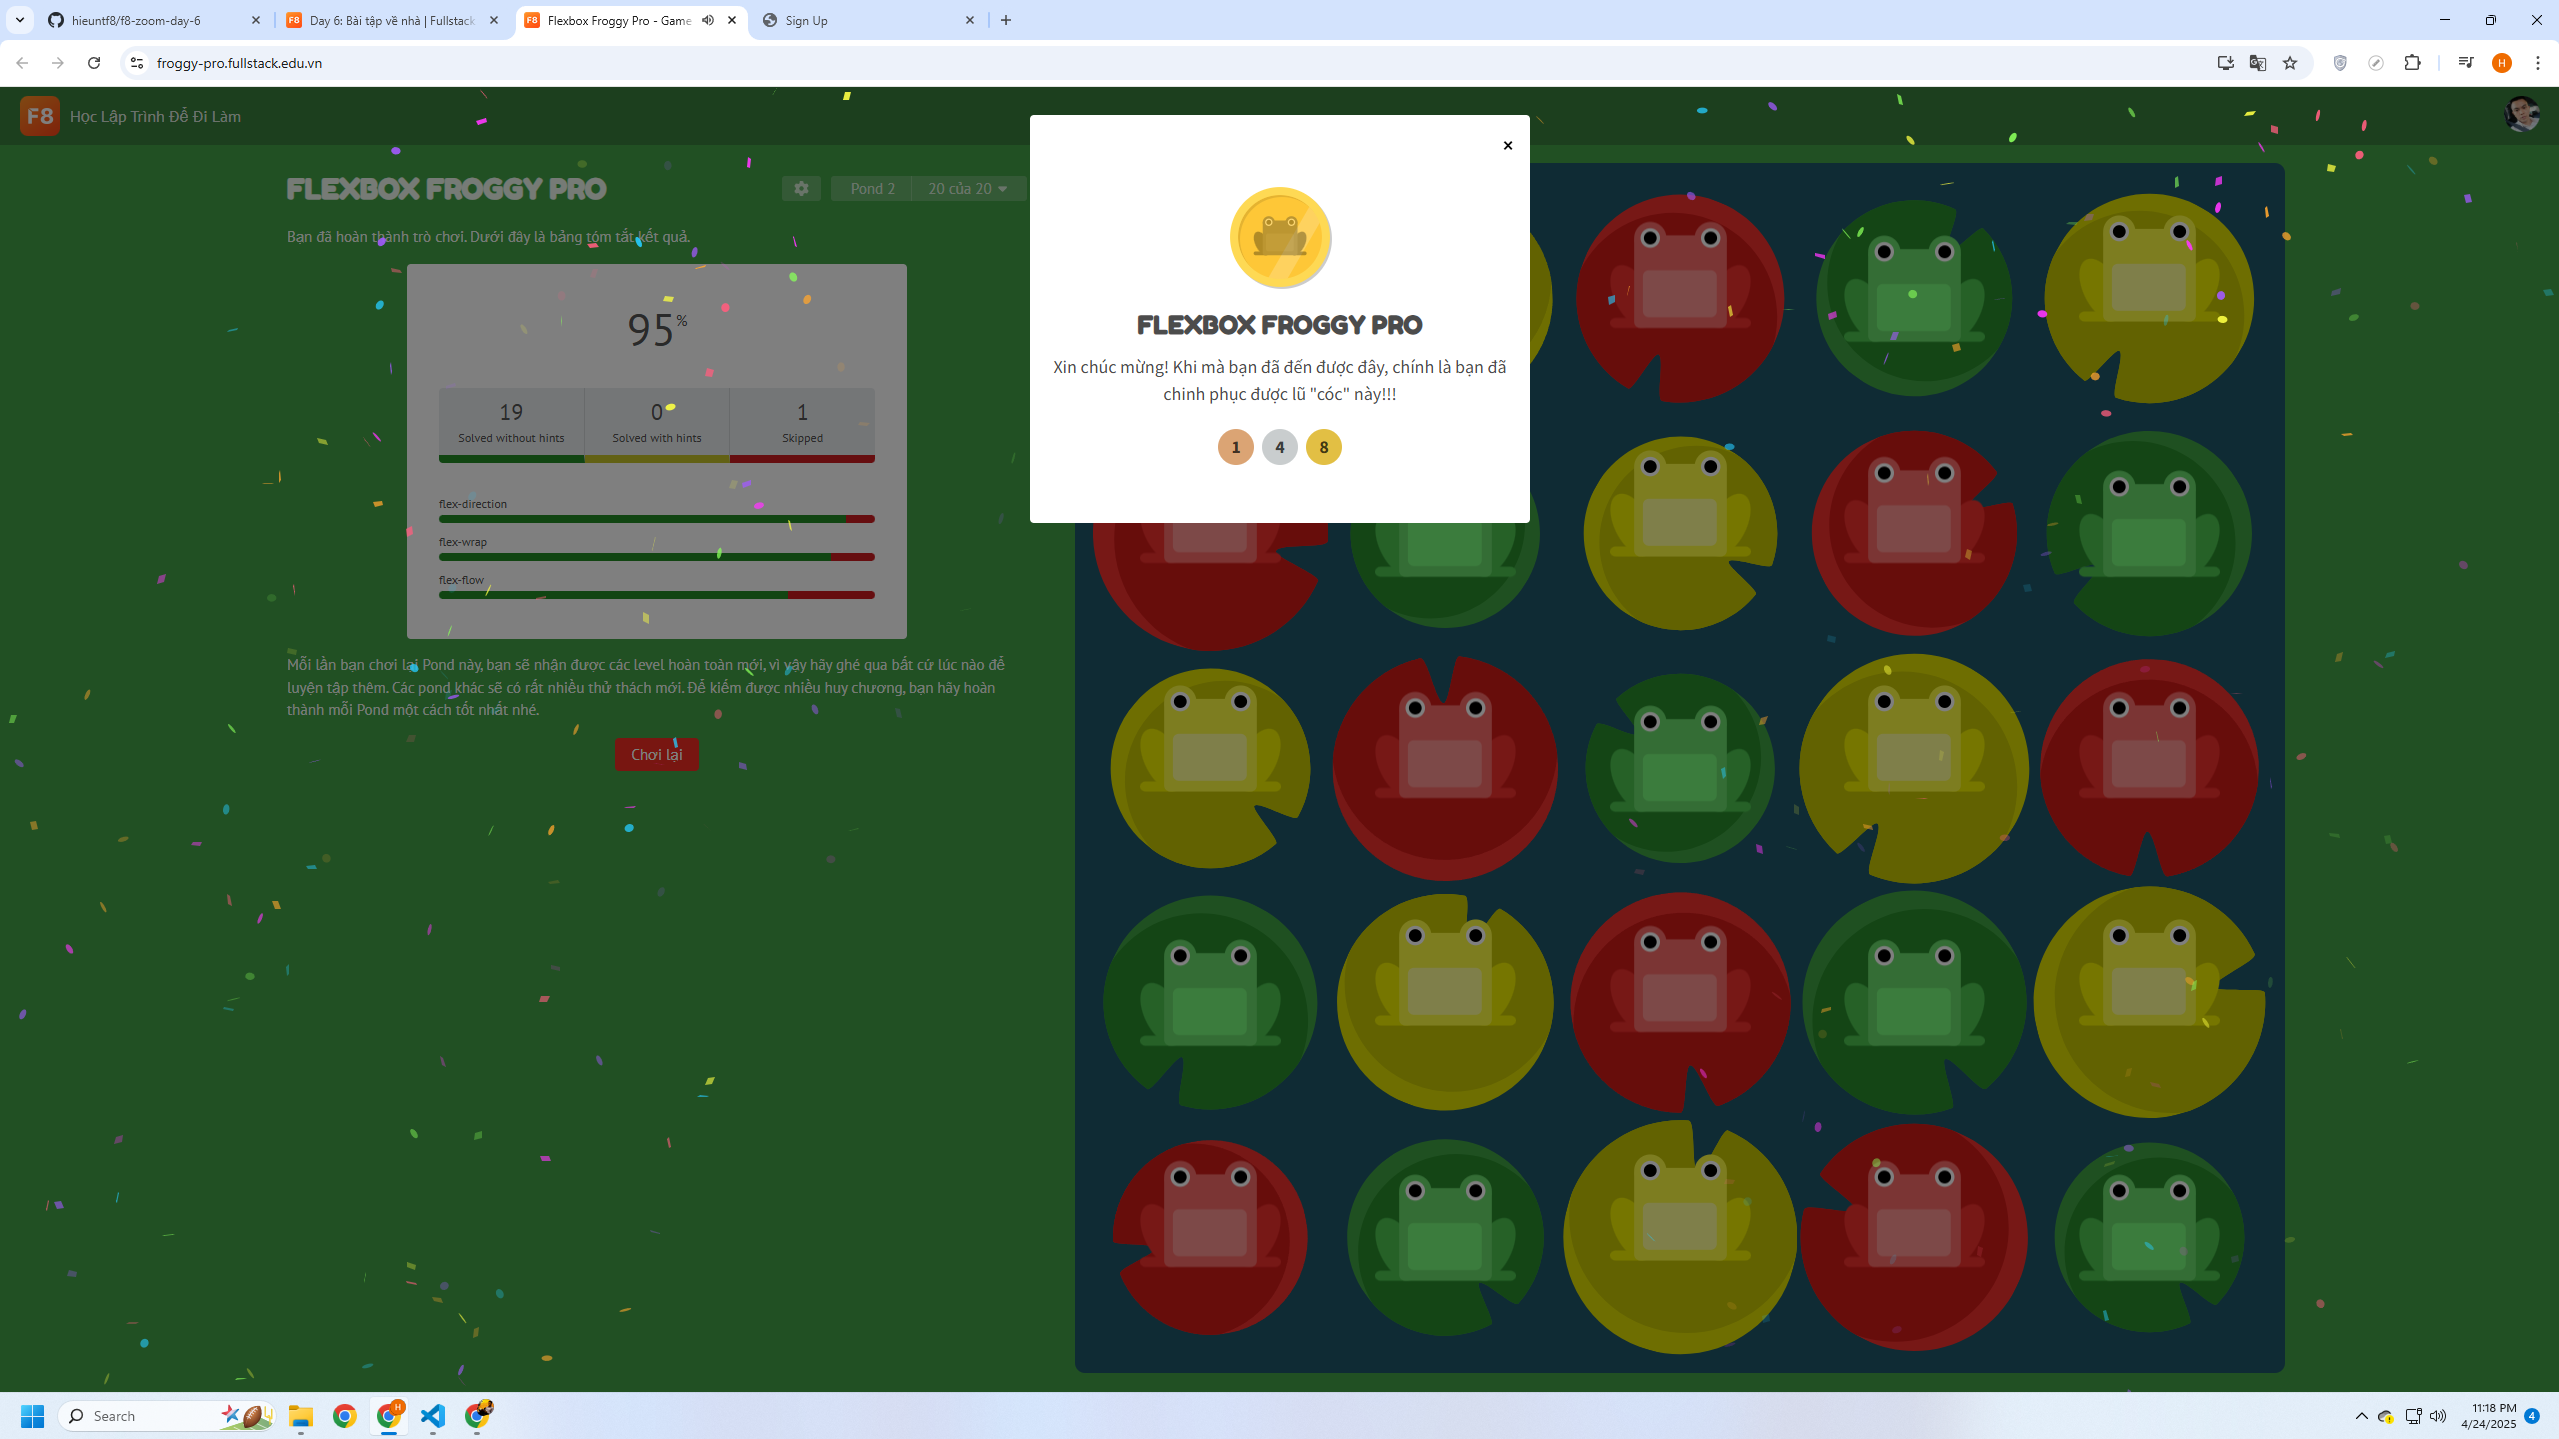 hieuntf8/f8-zoom-day-6
Day 6: Bài tập về nhà | Fullstack
Flexbox Froggy Pro - Game
Sign Up
froggy-pro.fullstack.edu.vn
H
F8 Học Lập Trình Để Đi Làm
FLEXBOX FROGGY PRO
Pond 2
20 của 20
Bạn đã hoàn thành trò chơi. Dưới đây là bảng tóm tắt kết quả.
95%
19
Solved without hints
0
Solved with hints
1
Skipped
flex-direction
flex-wrap
flex-flow
Mỗi lần bạn chơi lại Pond này, bạn sẽ nhận được các level hoàn toàn mới, vì vậy hãy ghé qua bất cứ lúc nào để
luyện tập thêm. Các pond khác sẽ có rất nhiều thử thách mới. Để kiếm được nhiều huy chương, bạn hãy hoàn
thành mỗi Pond một cách tốt nhất nhé.
Chơi lại
FLEXBOX FROGGY PRO
Xin chúc mừng! Khi mà bạn đã đến được đây, chính là bạn đã
chinh phục được lũ "cóc" này!!!
1 4 8
Search
H
11:18 PM
4/24/2025
4